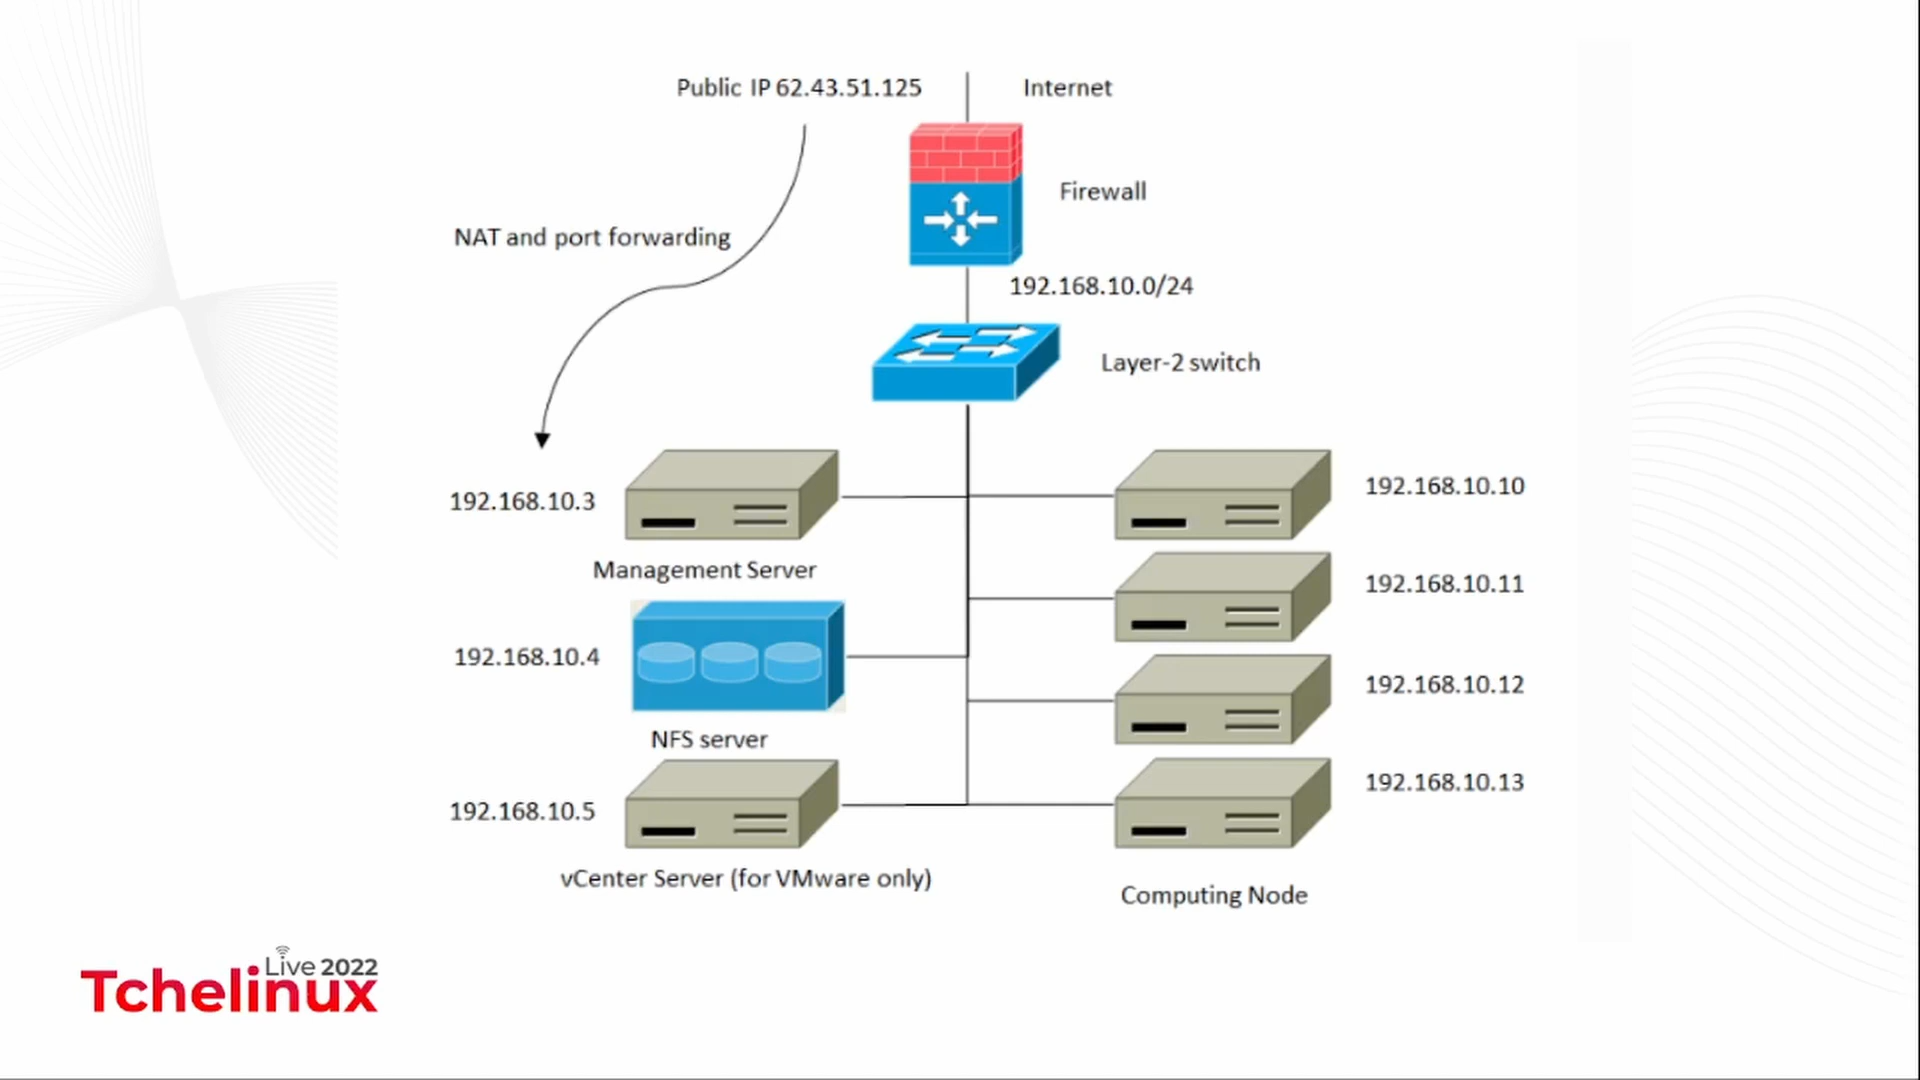 Public IP 62.43.51.125
Internet
Firewall
NAT and port forwarding
192.168.10.0/24
Layer-2 switch
192.168.10.3
192.168.10.10
Management Server
192.168.10.11
192.168.10.4
192.168.10.12
NFS server
192.168.10.5
192.168.10.13
vCenter Server (for VMware only)
Computing Node
Live 2022
Tchelinux